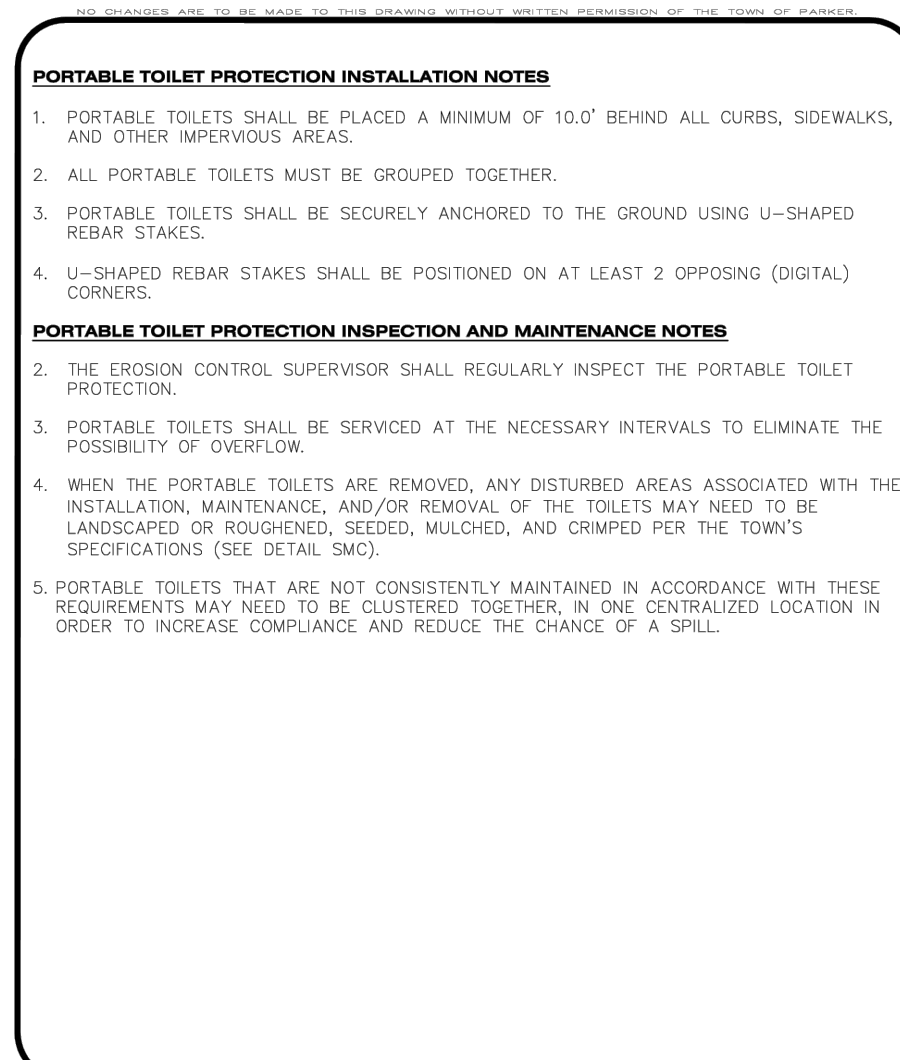 NO CHANGES ARE TO BE MADE TO THIS DRAWING WITHOUT WRITTEN PERMISSION OF THE TOWN OF PARKER.
PORTABLE TOILET PROTECTION INSTALLATION NOTES
1. PORTABLE TOILETS SHALL BE PLACED A MINIMUM OF 10.0' BEHIND ALL CURBS, SIDEWALKS,
AND OTHER IMPERVIOUS AREAS.
2. ALL PORTABLE TOILETS MUST BE GROUPED TOGETHER.
3. PORTABLE TOILETS SHALL BE SECURELY ANCHORED TO THE GROUND USING U-SHAPED
REBAR STAKES.
4. U-SHAPED REBAR STAKES SHALL BE POSITIONED ON AT LEAST 2 OPPOSING (DIGITAL)
CORNERS.
PORTABLE TOILET PROTECTION INSPECTION AND MAINTENANCE NOTES
2. THE EROSION CONTROL SUPERVISOR SHALL REGULARLY INSPECT THE PORTABLE TOILET
PROTECTION.
3. PORTABLE TOILETS SHALL BE SERVICED AT THE NECESSARY INTERVALS TO ELIMINATE THE
POSSIBILITY OF OVERFLOW.
4. WHEN THE PORTABLE TOILETS ARE REMOVED, ANY DISTURBED AREAS ASSOCIATED WITH THE
INSTALLATION, MAINTENANCE, AND/OR REMOVAL OF THE TOILETS MAY NEED TO BE
LANDSCAPED OR ROUGHENED, SEEDED, MULCHED, AND CRIMPED PER THE TOWN'S
SPECIFICATIONS (SEE DETAIL SMC).
5. PORTABLE TOILETS THAT ARE NOT CONSISTENTLY MAINTAINED IN ACCORDANCE WITH THESE
REQUIREMENTS MAY NEED TO BE CLUSTERED TOGETHER, IN ONE CENTRALIZED LOCATION IN
ORDER TO INCREASE COMPLIANCE AND REDUCE THE CHANCE OF A SPILL.